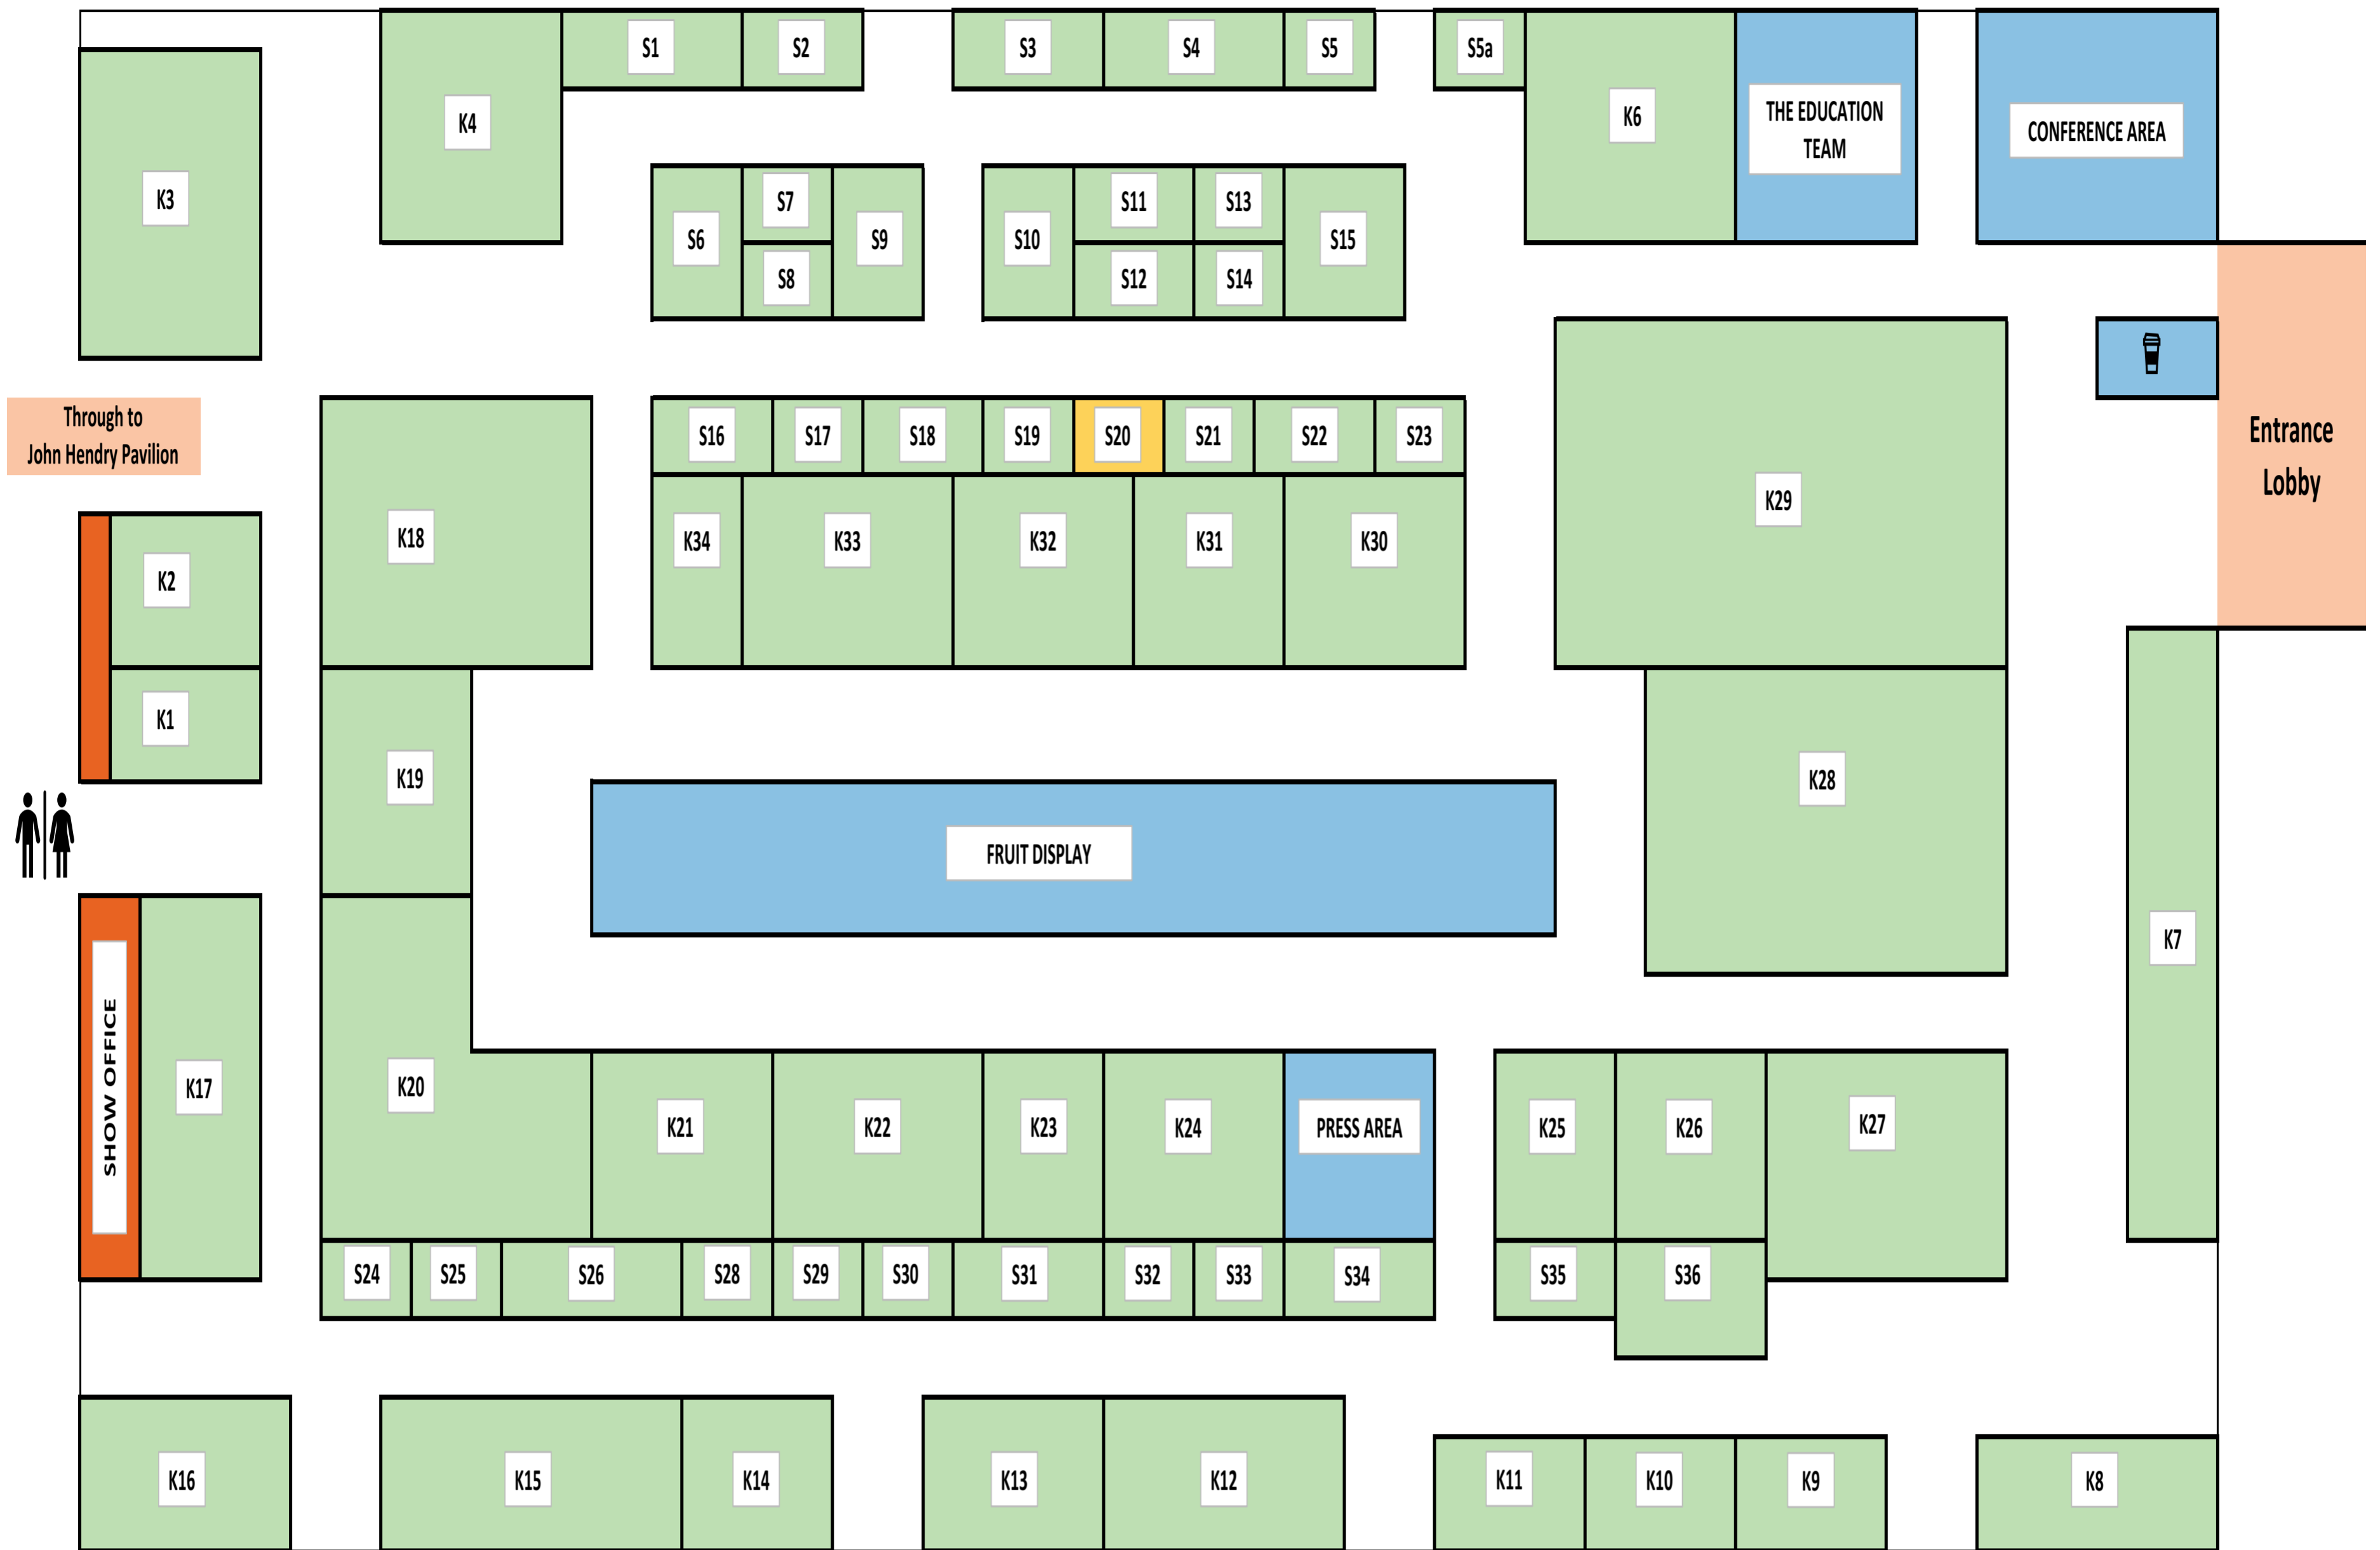 S1
S2
S3
S4
S5
S5a
K6
THE EDUCATION
TEAM
CONFERENCE AREA
K4
K3
S6
S7
S8
S9
S10
S11
S13
S12
S14
S15
Through to
John Hendry Pavilion
S16
S17
S18
S19
S20
S21
S22
S23
K29
Entrance
Lobby
K18
K34
K33
K32
K31
K30
K2
K1
K19
K28
FRUIT DISPLAY
K7
SHOW OFFICE
K17
K20
K21
K22
K23
K24
PRESS AREA
K25
K26
K27
S24
S25
S26
S28
S29
S30
S31
S32
S33
S34
S35
S36
K16
K15
K14
K13
K12
K11
K10
K9
K8